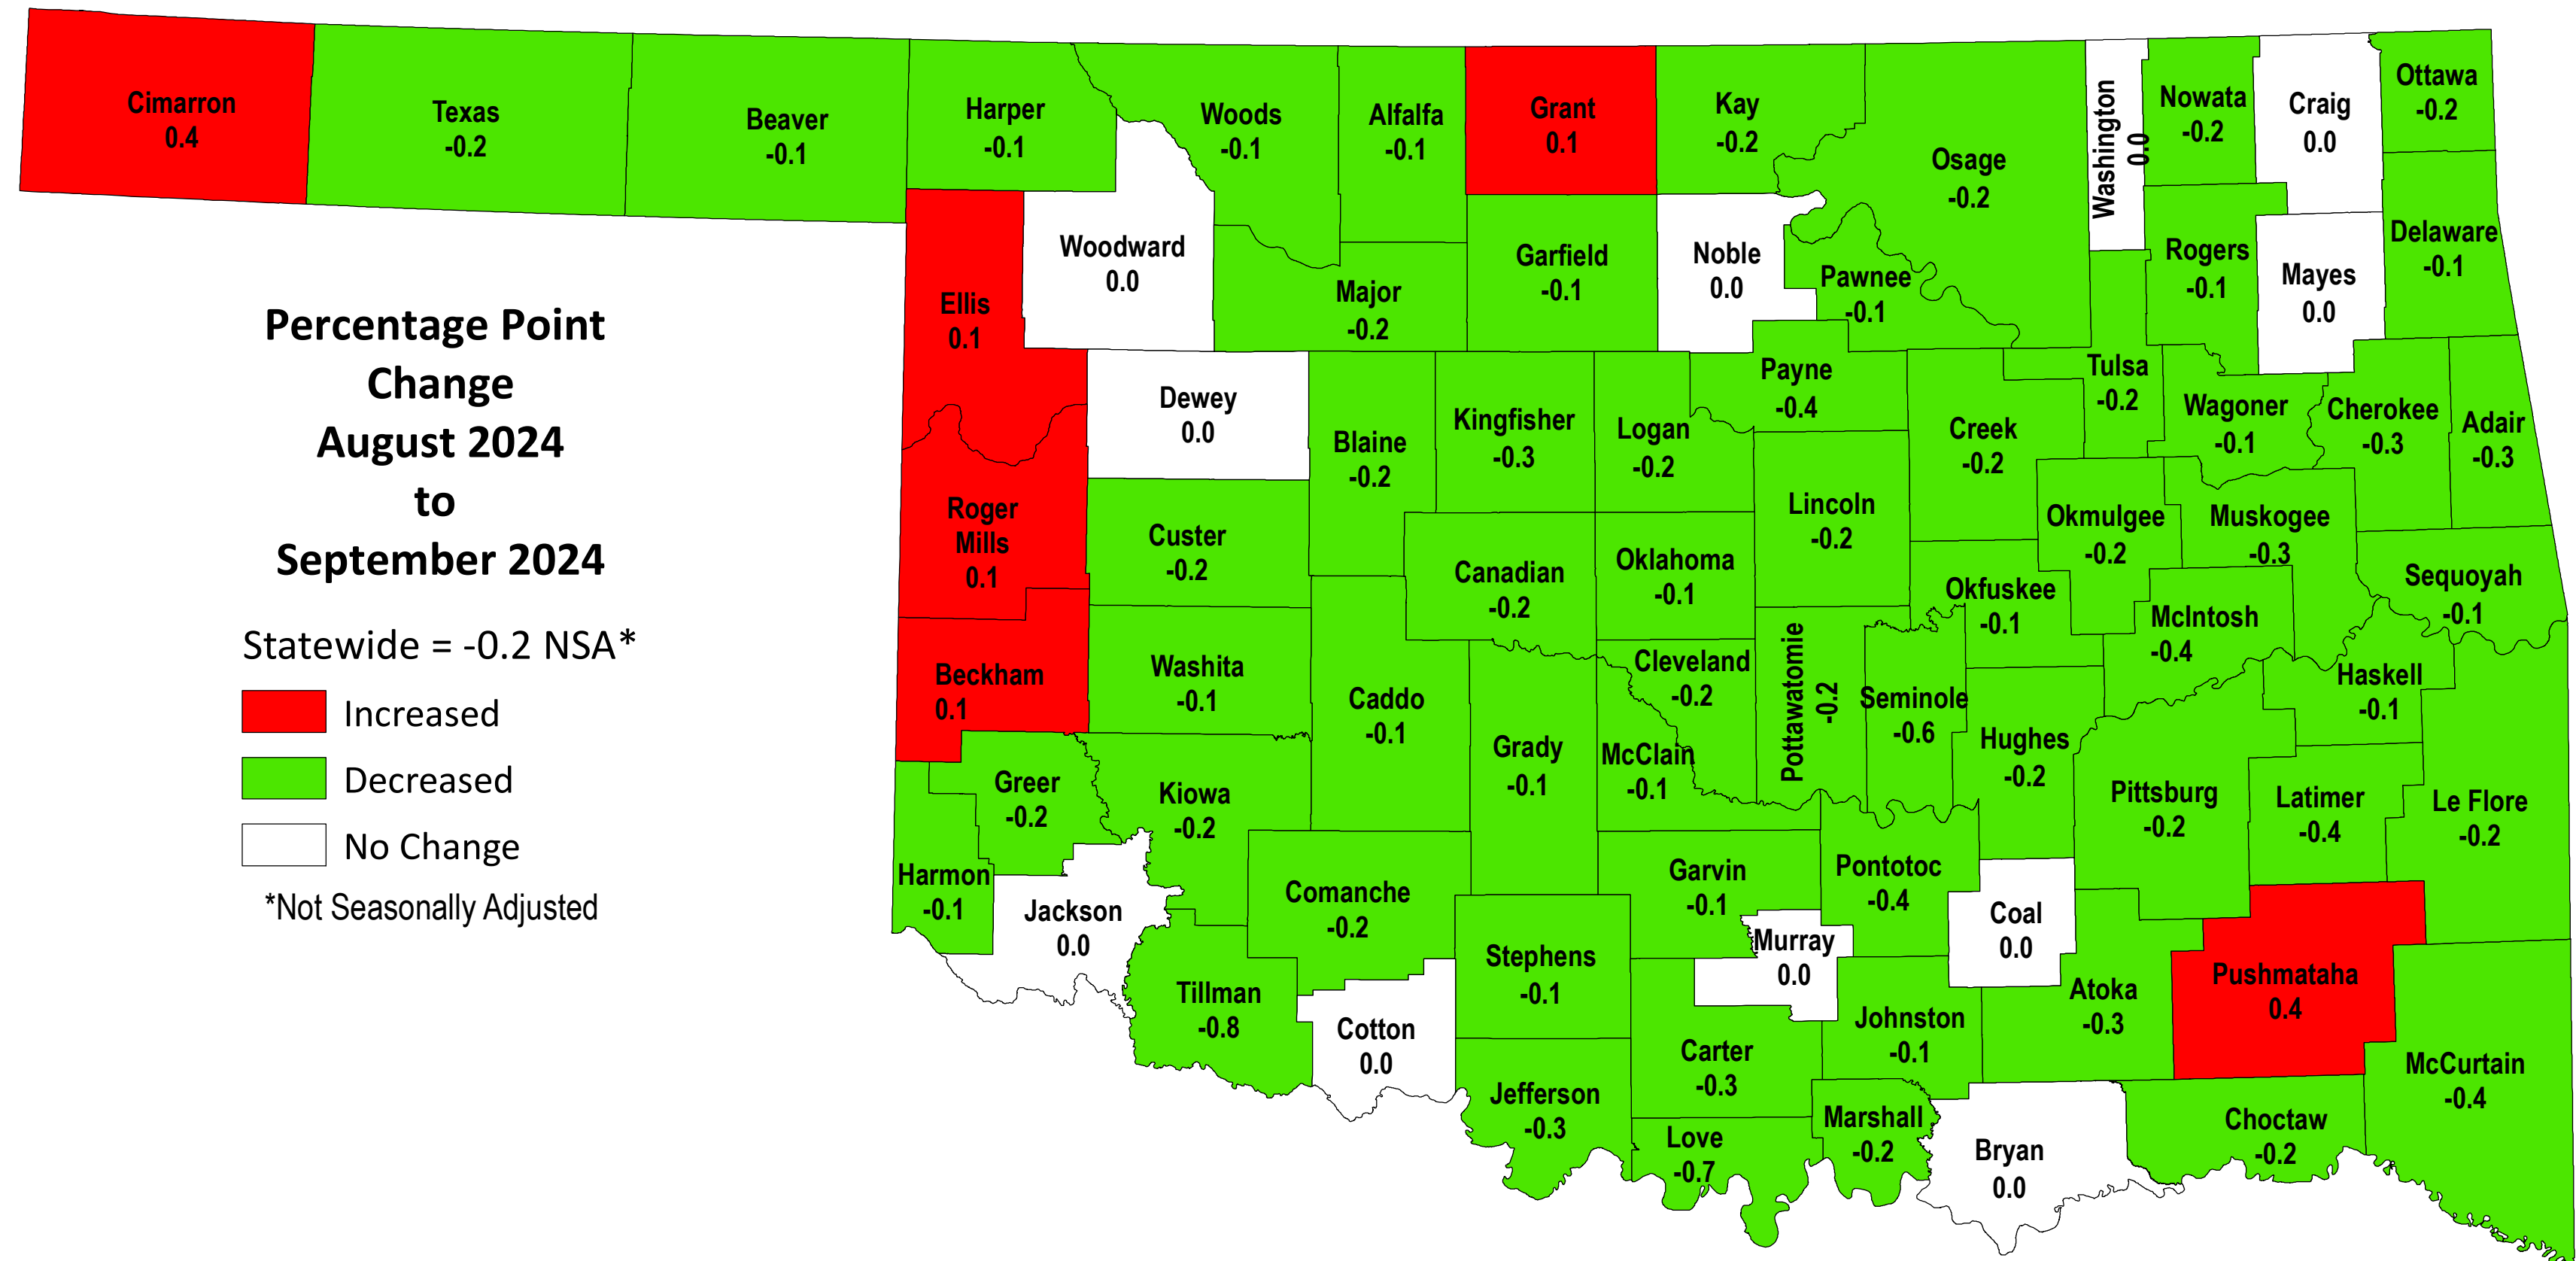 Cimarron
0.4
Texas
-0.2
Beaver
-0.1
Harper
-0.1
Woods
-0.1
Alfalfa
-0.1
Grant
0.1
Kay
-0.2
Osage
-0.2
Washington
0.0
Nowata
-0.2
Craig
0.0
Ottawa
-0.2
Ellis
0.1
Woodward
0.0
Major
-0.2
Garfield
-0.1
Noble
0.0
Pawnee
-0.1
Rogers
-0.1
Mayes
0.0
Delaware
-0.1
Percentage Point
Change
August 2024
to
September 2024
Statewide = -0.2 NSA*
Increased
Decreased
No Change
*Not Seasonally Adjusted
Dewey
0.0
Blaine
-0.2
Kingfisher
-0.3
Logan
-0.2
Payne
-0.4
Creek
-0.2
Tulsa
-0.2
Wagoner
-0.1
Cherokee
-0.3
Adair
-0.3
Roger
Mills
0.1
Custer
-0.2
Canadian
-0.2
Oklahoma
-0.1
Lincoln
-0.2
Okfuskee
-0.1
Okmulgee
-0.2
Muskogee
-0.3
McIntosh
-0.4
Sequoyah
-0.1
Beckham
0.1
Washita
-0.1
Caddo
-0.1
Grady
-0.1
Cleveland
-0.2
McClain
-0.1
Pottawatomie
-0.2
Seminole
-0.6
Hughes
-0.2
Pittsburg
-0.2
Haskell
-0.1
Latimer
-0.4
Le Flore
-0.2
Greer
-0.2
Kiowa
-0.2
Harmon
-0.1
Jackson
0.0
Comanche
-0.2
Garvin
-0.1
Pontotoc
-0.4
Coal
0.0
Murray
0.0
Tillman
-0.8
Cotton
0.0
Stephens
-0.1
Carter
-0.3
Johnston
-0.1
Atoka
-0.3
Pushmataha
0.4
McCurtain
-0.4
Jefferson
-0.3
Love
-0.7
Marshall
-0.2
Bryan
0.0
Choctaw
-0.2